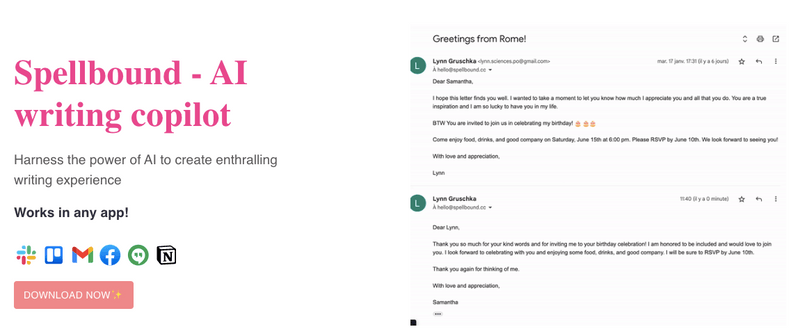 Spellbound - AI
writing copilot
Harness the power of AI to create enthralling
writing experience
Works in any app!
DOWNLOAD NOW✨
Greetings from Rome!
L
Lynn Gruschka <lynn.sciences.po@gmail.com>
mar. 17 janv. 17:31 (il y a 6 jours)
À hello@spellbound.cc
Dear Samantha,
I hope this letter finds you well. I wanted to take a moment to let you know how much I appreciate you and all that you do. You are a true
inspiration and I am so lucky to have you in my life.
BTW You are invited to join us in celebrating my birthday! 🎂🎂🎂
Come enjoy food, drinks, and good company on Saturday, June 15th at 6:00 pm. Please RSVP by June 10th. We look forward to seeing you!
With love and appreciation,
Lynn
L
Lynn Gruschka
11:40 (il y a 0 minuts)
À hello@spellbound.cc
Dear Lynn,
Thank you so much for your kind words and for inviting me to your birthday celebration! I am honored to be included and would love to join
you. I look forward to celebrating with you and enjoying some food, drinks, and good company. I will be sure to RSVP by June 10th.
Thank you again for thinking of me.
With love and appreciation,
Samantha